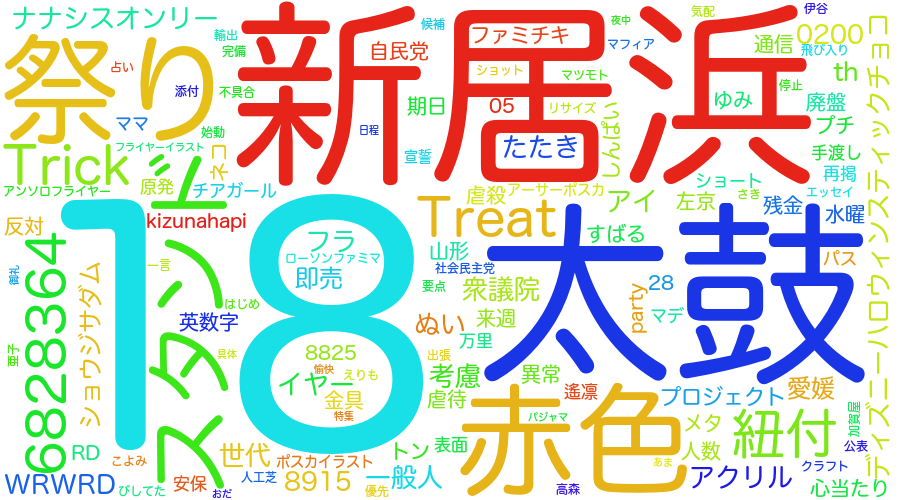 ナナシスオンリー
祭り
新居浜
18
太鼓
赤色
スタンド
Trick
Treat
6828364
紐付
ディズニーハロウィンスティックチョコ
ショウジサダム
WRWRD
kizunahapi
占い
添付
ママ
輸出
完備
不具合
始動
フライヤーイラスト
アンソロフライヤー
原発
チアガール
ネコ
反対
自民党
候補
ファミチキ
夜中
マフィア
気配
伊谷
通信
0200
飛び入り
th
停止
ショット
マツモト
リサイズ
05
期日
日程
宣誓
たたき
しんぱい
ゆみ
廃盤
プチ
手渡し
再掲
ショート
エッセイ
さき
虐殺
アーサーポスカ
アイ
左京
残金
水曜
パス
すばる
フラ
ローソンファミマ
即売
山形
社会民主党
要点
衆議院
28
party
マデ
来週
ぬい
万里
御礼
亜子
一言
はじめ
英数字
具体
8825
愉快
えりも
出張
イヤー
金具
特集
考慮
虐待
異常
遙凛
パジャマ
プロジェクト
愛媛
メタ
人数
加賀屋
公表
RD
こよみ
びしてた
安保
おだ
世代
人工芝
ポスカイラスト
8915
優先
一般人
トン
表面
高森
あま
アクリル
クラフト
心当たり